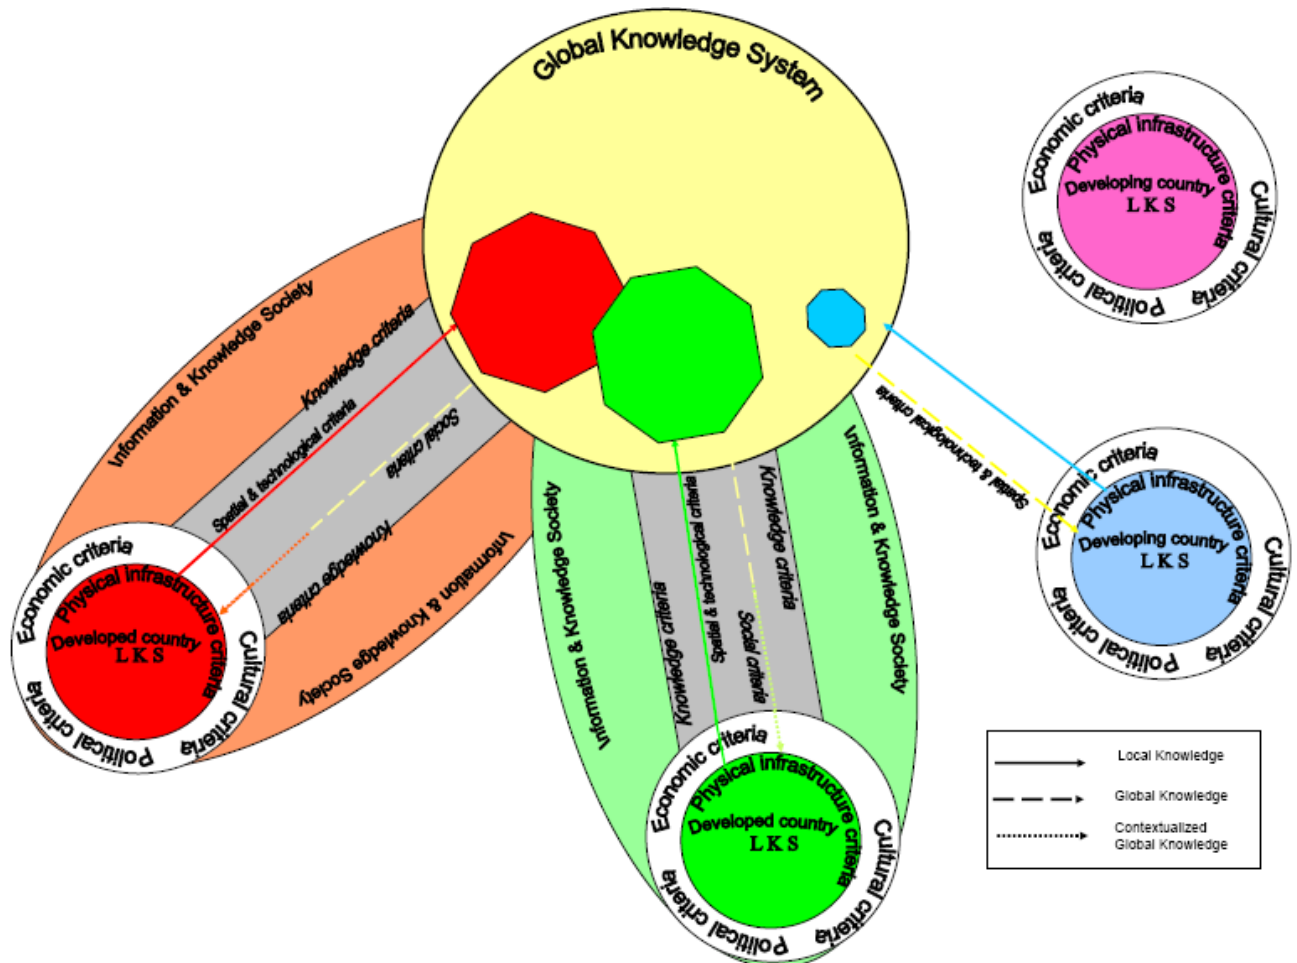 Global Knowledge System
Economic criteria
Physical infrastructure criteria
Developing country
L K S
Cultural criteria
Political criteria
Information & Knowledge Society
Knowledge criteria
Spatial & technological criteria
Social criteria
Knowledge criteria
Information & Knowledge Society
Economic criteria
Physical infrastructure criteria
Developed country
L K S
Cultural criteria
Political criteria
Information & Knowledge Society
Knowledge criteria
Spatial & technological criteria
Social criteria
Knowledge criteria
Information & Knowledge Society
Economic criteria
Physical infrastructure criteria
Developed country
L K S
Cultural criteria
Political criteria
Spatial & technological criteria
Economic criteria
Physical infrastructure criteria
Developing country
L K S
Cultural criteria
Political criteria
Local Knowledge
Global Knowledge
Contextualized
Global Knowledge